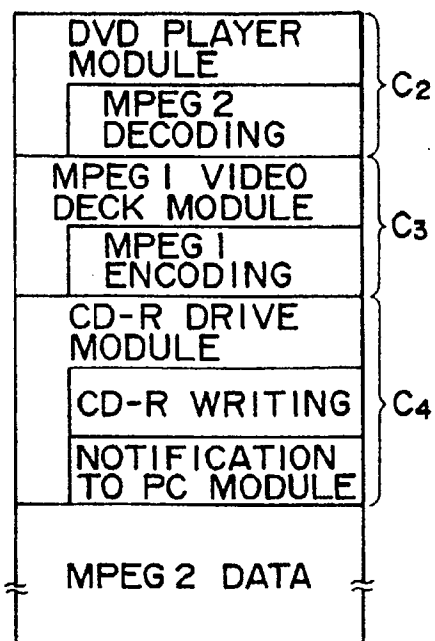 DVD PLAYER
MODULE
MPEG 2
DECODING
C2
MPEG 1 VIDEO
DECK MODULE
MPEG 1
ENCODING
C3
CD-R DRIVE
MODULE
CD-R WRITING
NOTIFICATION
TO PC MODULE
C4
MPEG 2 DATA